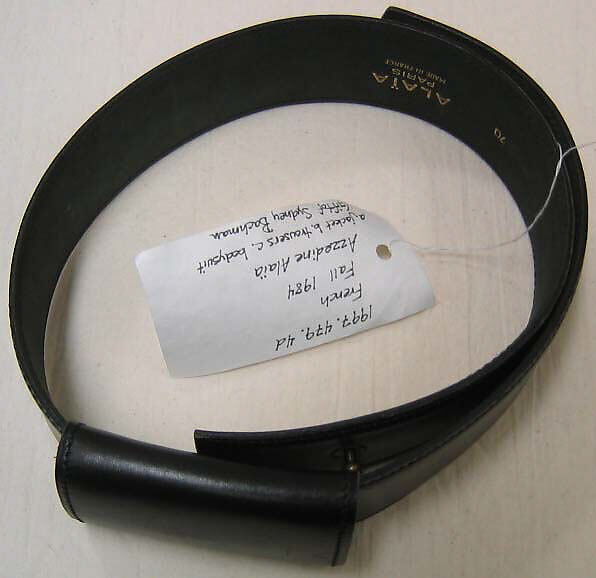 ALAÏA
PARIS
MADE IN FRANCE
70
1997.479.4d
French
Fall 1984
Azzedine Alaïa
a. jacket b. trousers c. bodysuit
Gift of Sydney Bachman